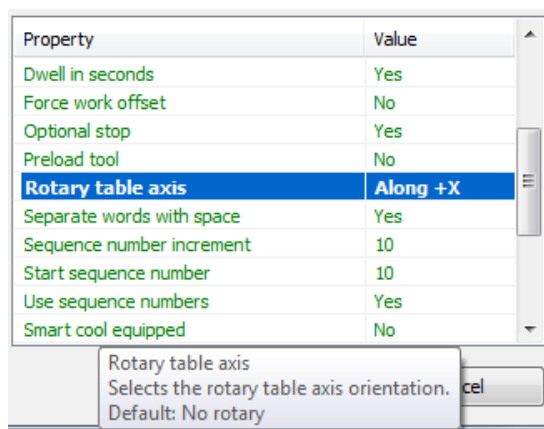 Property Value
Dwell in seconds Yes
Force work offset No
Optional stop Yes
Preload tool No
Rotary table axis Along +X
Separate words with space Yes
Sequence number increment 10
Start sequence number 10
Use sequence numbers Yes
Smart cool equipped No
Rotary table axis
Selects the rotary table axis orientation. cel
Default: No rotary